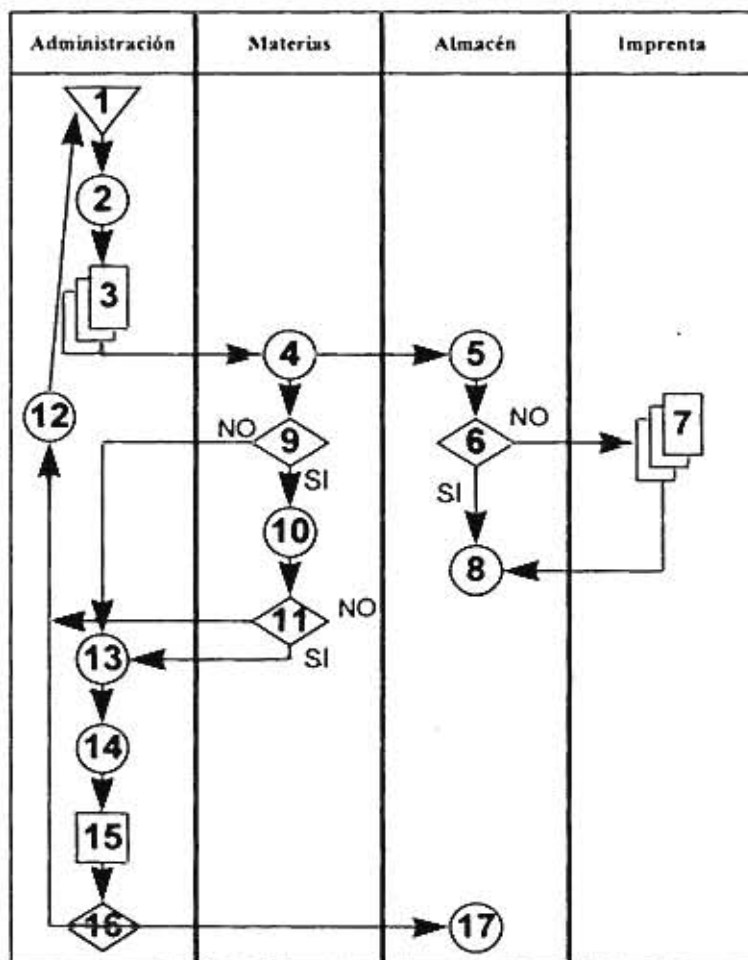 Administración Materias Almacén Imprenta
1
2
3
4 5
12 NO 9 6 NO 7
SI SI
10
8
11 NO
13 SI
14
15
16 17